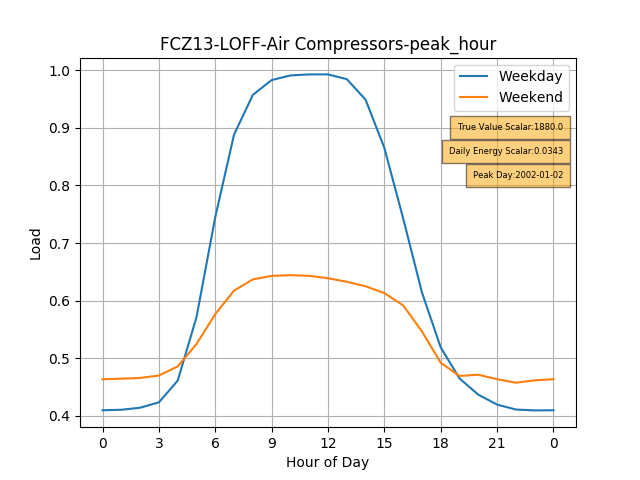 FCZ13-LOFF-Air Compressors-peak_hour
1.0
0.9
0.8
0.7
0.6
0.5
0.4
Load
Weekday
Weekend
True Value Scalar:1880.0
Daily Energy Scalar:0.0343
Peak Day:2002-01-02
0 3 6 9 12 15 18 21 0
Hour of Day